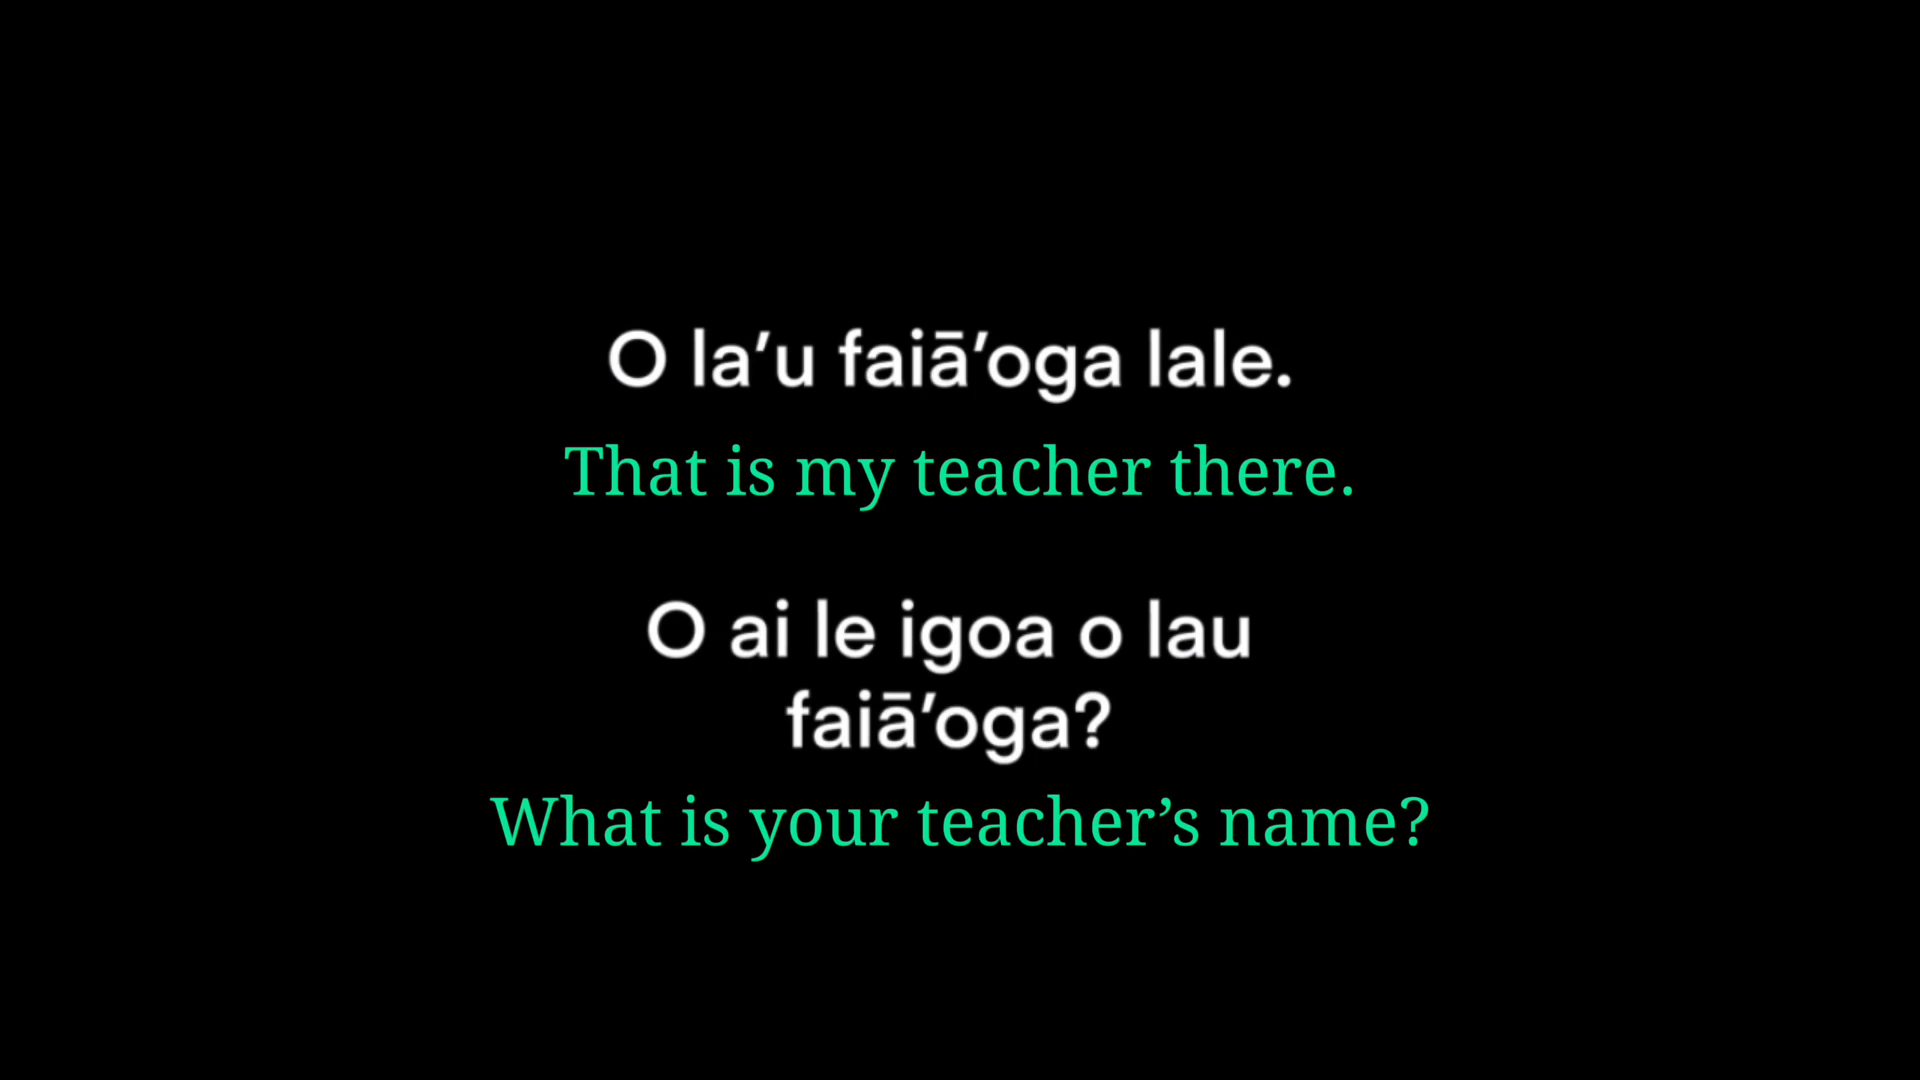 O la’u faiā’oga lale.
That is my teacher there.
O ai le igoa o lau
faiā’oga?
What is your teacher’s name?